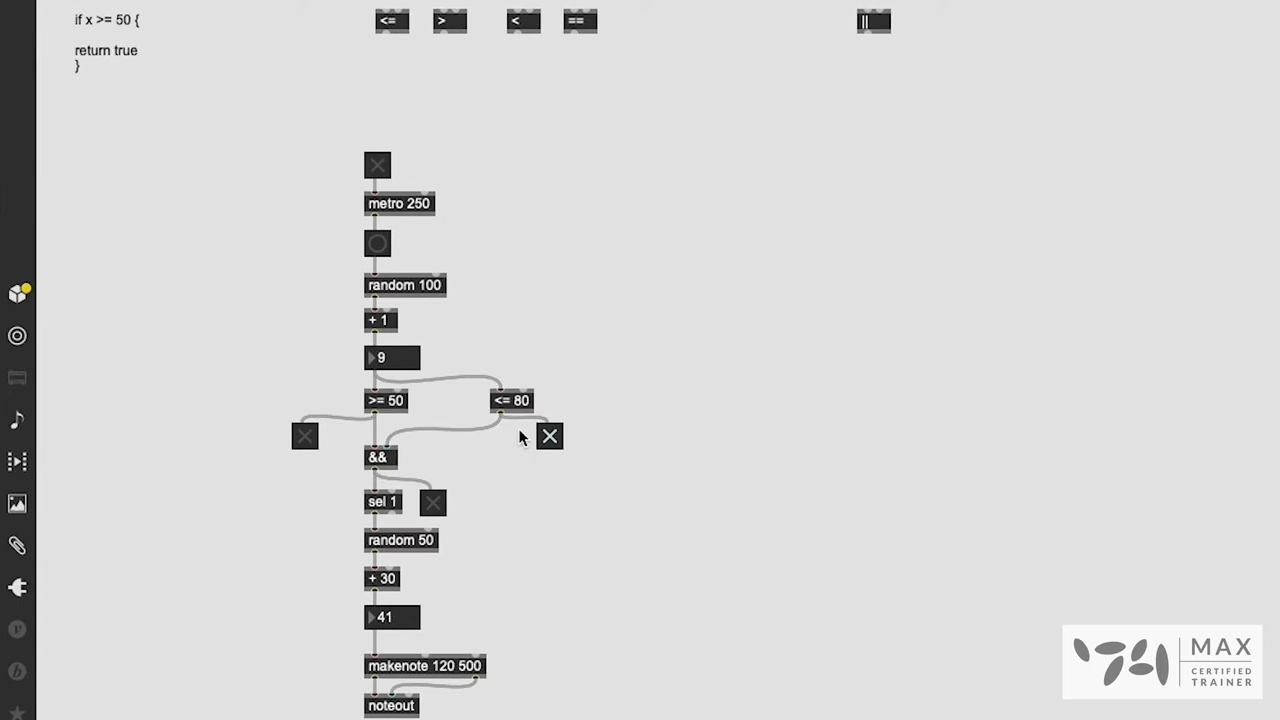 if x >= 50 {
return true
}
<= > < == ||
metro 250
random 100
+ 1
9
>= 50 <= 80
&&
sel 1
random 50
+ 30
41
makenote 120 500
noteout
MAX
CERTIFIED
TRAINER